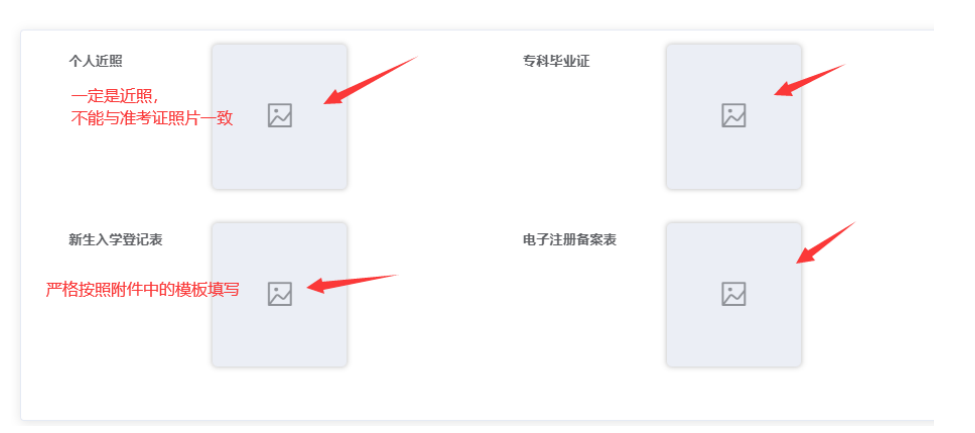 个人近照
专科毕业证
一定是近照，
不能与准考证照片一致
新生入学登记表
电子注册备案表
严格按照附件中的模板填写